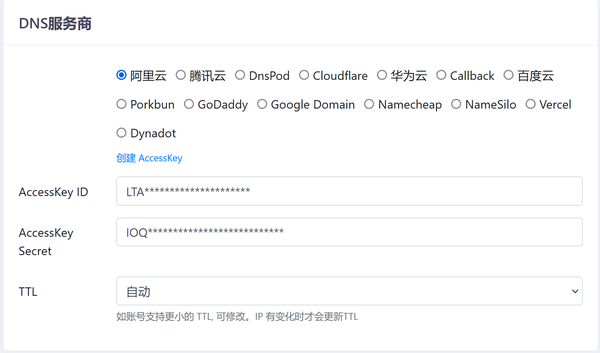 DNS服务商
阿里云 腾讯云 DnsPod Cloudflare 华为云 Callback 百度云
Porkbun GoDaddy Google Domain Namecheap NameSilo Vercel
Dynadot
创建 AccessKey
AccessKey ID LTA*********************
AccessKey Secret IOQ***************************
TTL 自动
如账号支持更小的 TTL, 可修改。IP 有变化时才会更新TTL